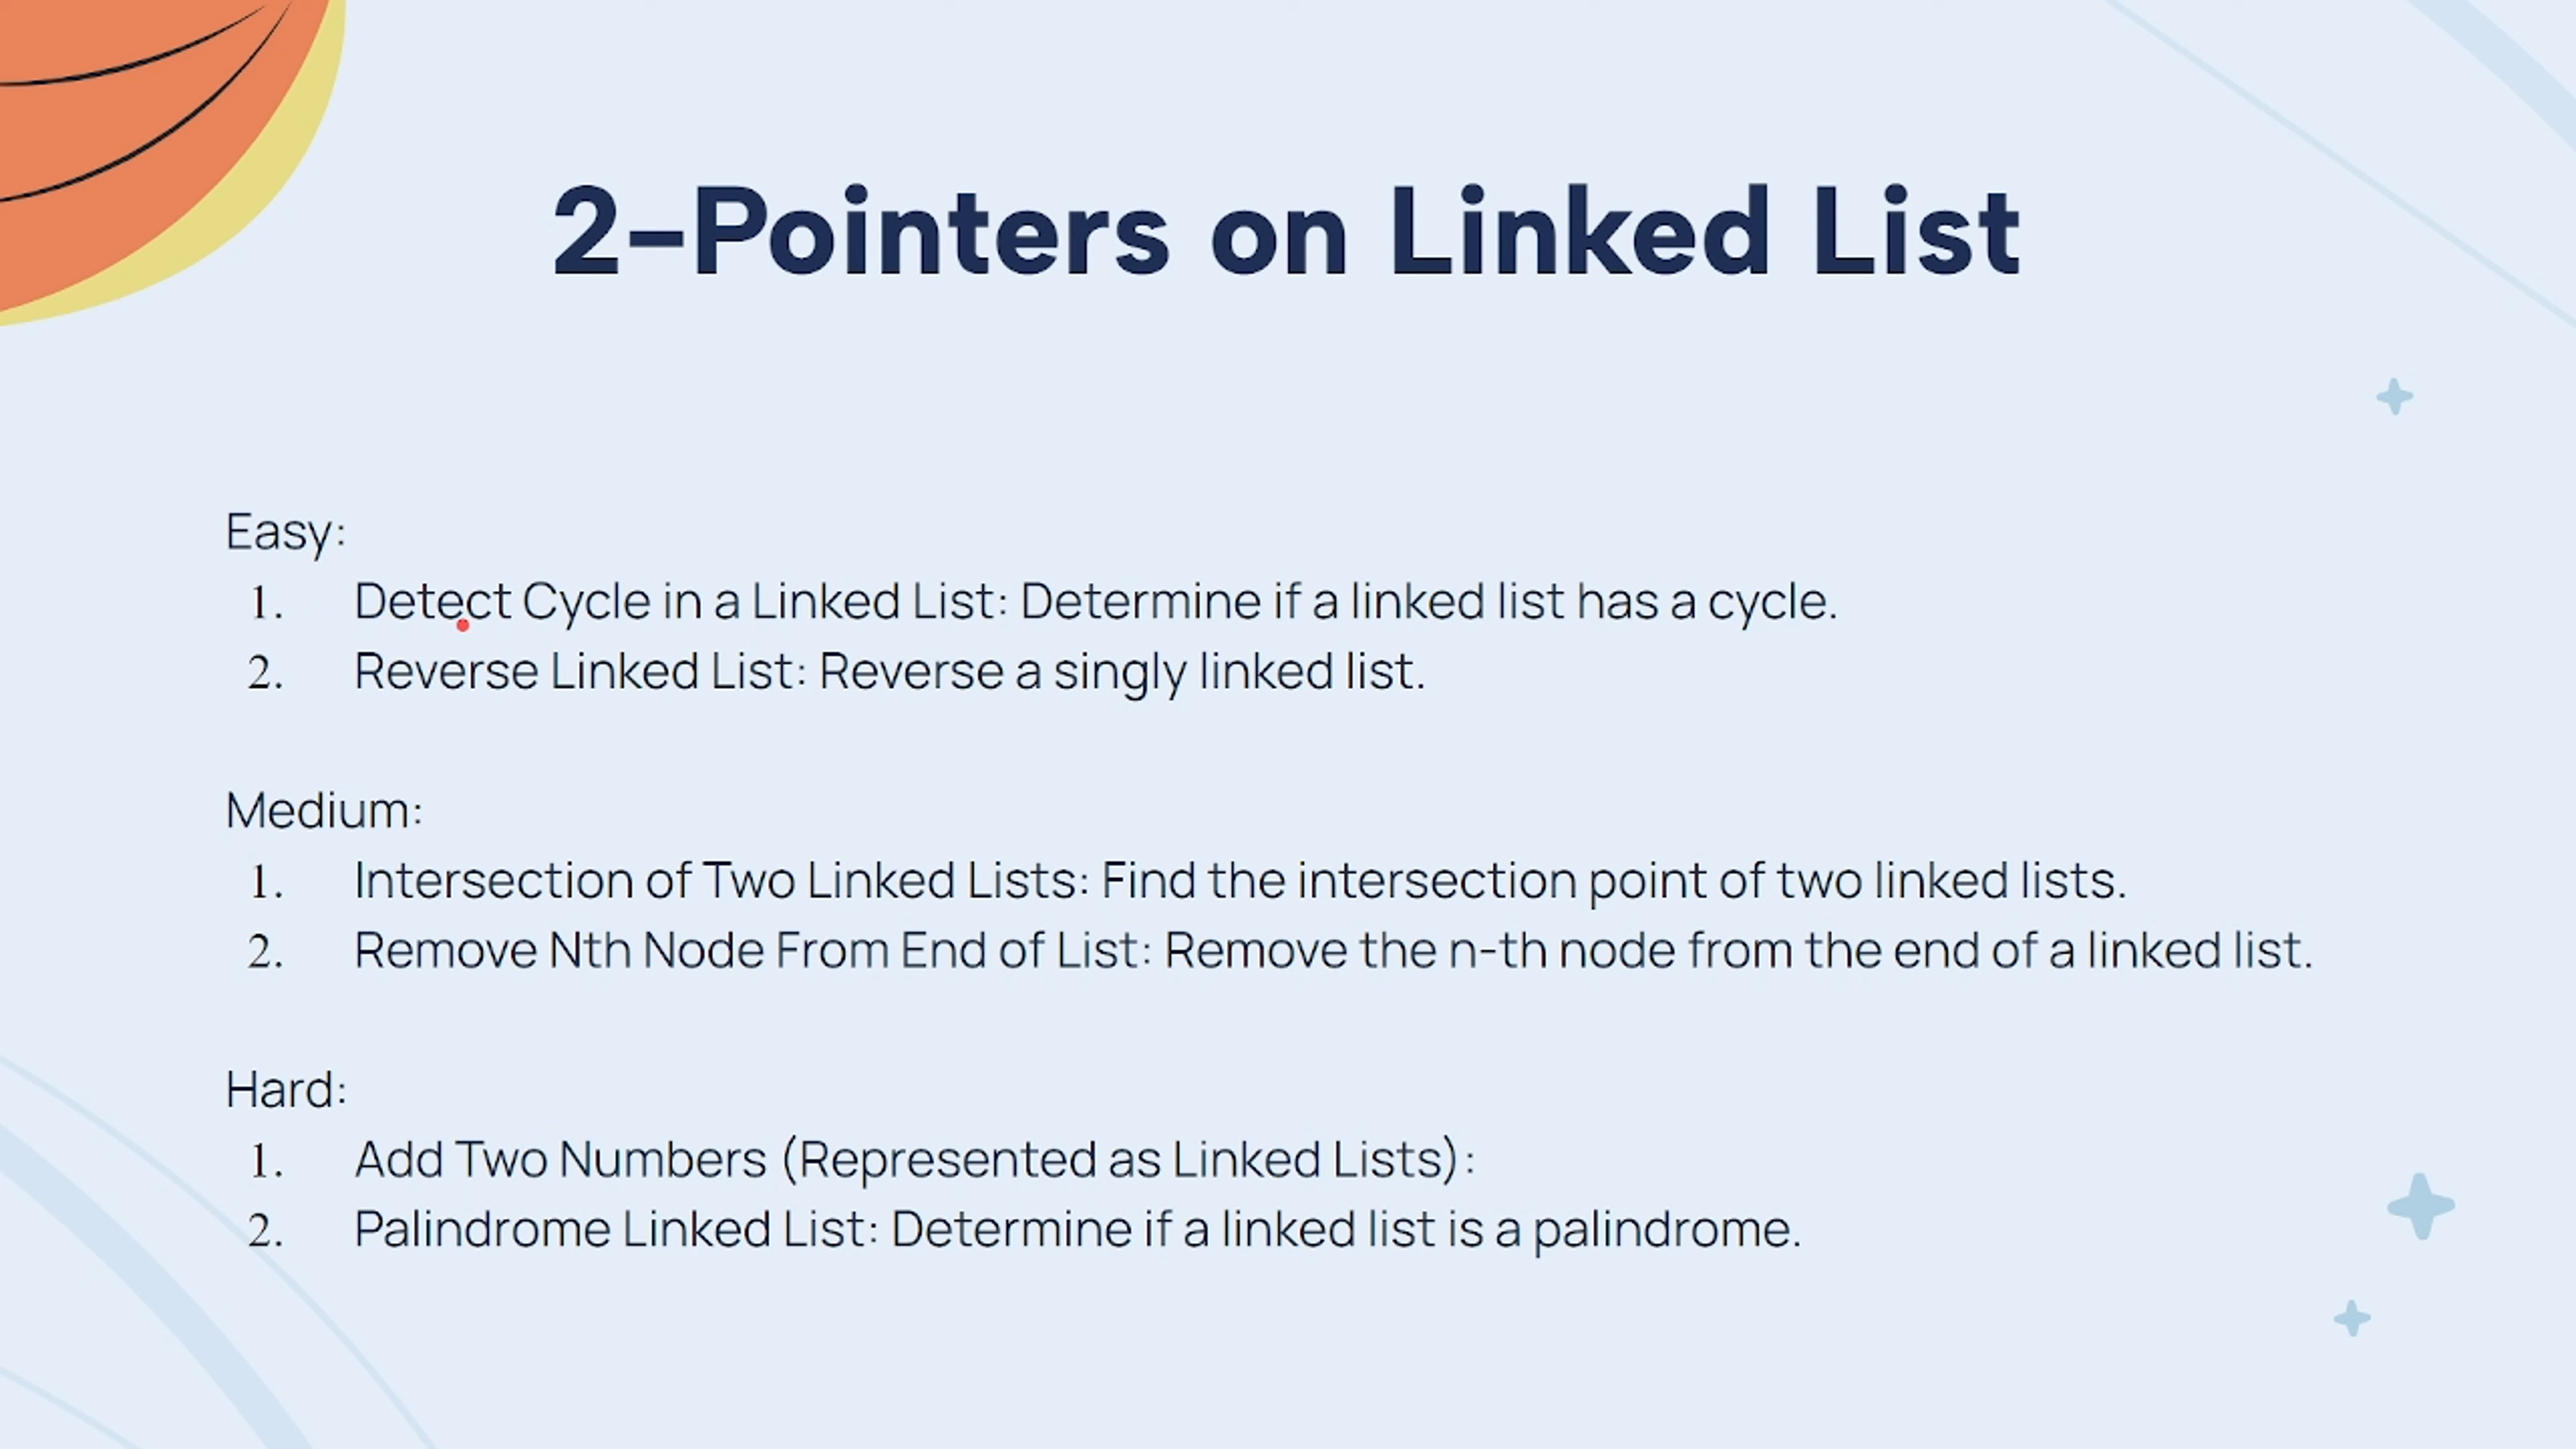 2-Pointers on Linked List
Easy:
1. Detect Cycle in a Linked List: Determine if a linked list has a cycle.
2. Reverse Linked List: Reverse a singly linked list.
Medium:
1. Intersection of Two Linked Lists: Find the intersection point of two linked lists.
2. Remove Nth Node From End of List: Remove the n-th node from the end of a linked list.
Hard:
1. Add Two Numbers (Represented as Linked Lists):
2. Palindrome Linked List: Determine if a linked list is a palindrome.